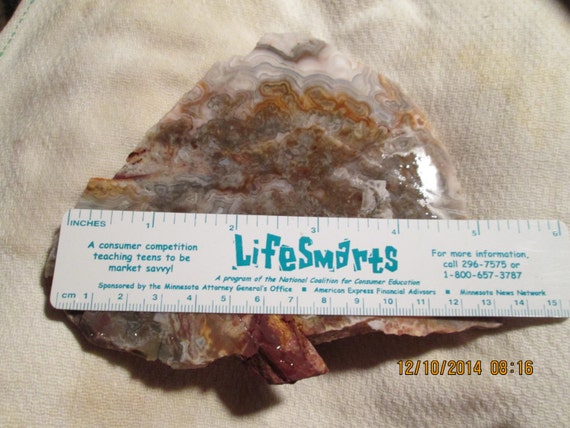 INCHES 1 2 3 4 5 6
A consumer competition
teaching teens to be
market savvy!
LifeSmarts
For more information,
call 296-7575 or
1-800-657-3787
A program of the National Coalition for Consumer Education
Sponsored by the Minnesota Attorney General's Office ■ American Express Financial Advisors ■ Minnesota News Network
cm 1 2 3 4 5 6 7 8 9 10 11 12 13 14 15
12/10/2014 08:16